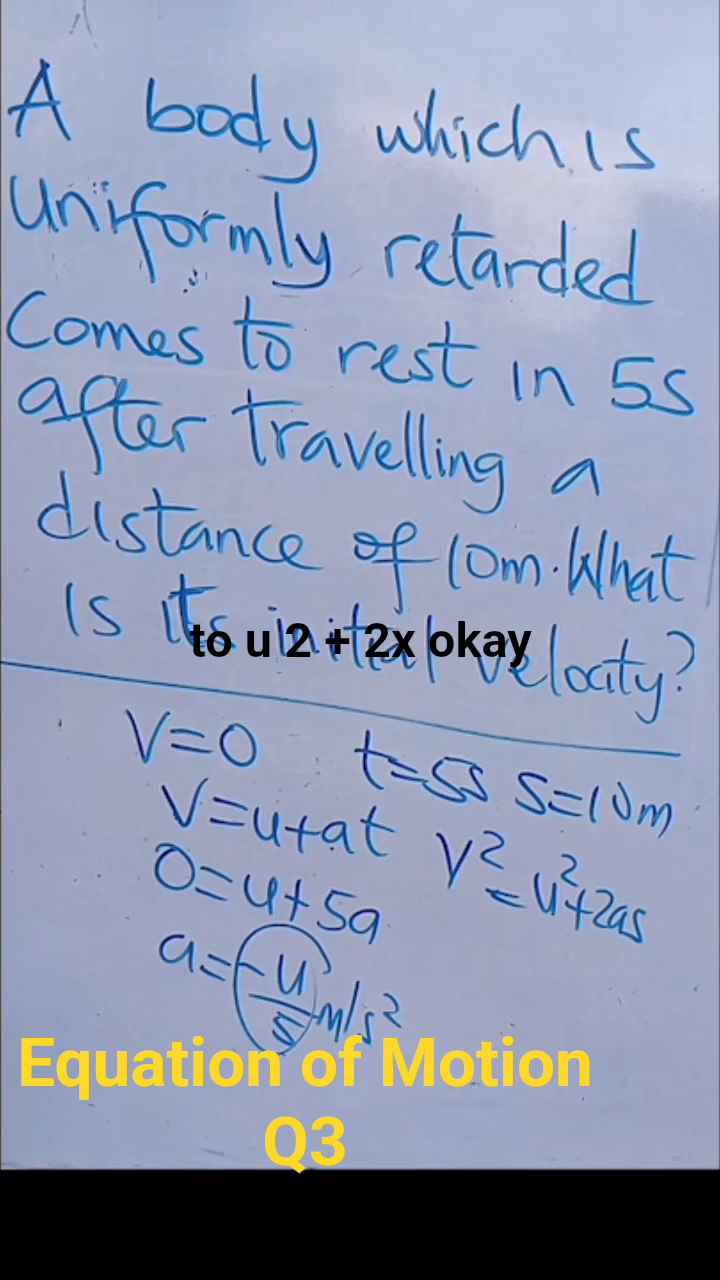 A body which is
uniformly retarded
Comes to rest in 5s
after travelling a
distance of 10m. What
is its initial velocity?
to u 2 + 2x okay
V=0 t=5s S=10m
V=u+at V²=u²+2as
0=u+5a
a=-u/5 m/s²
Equation of Motion
Q3